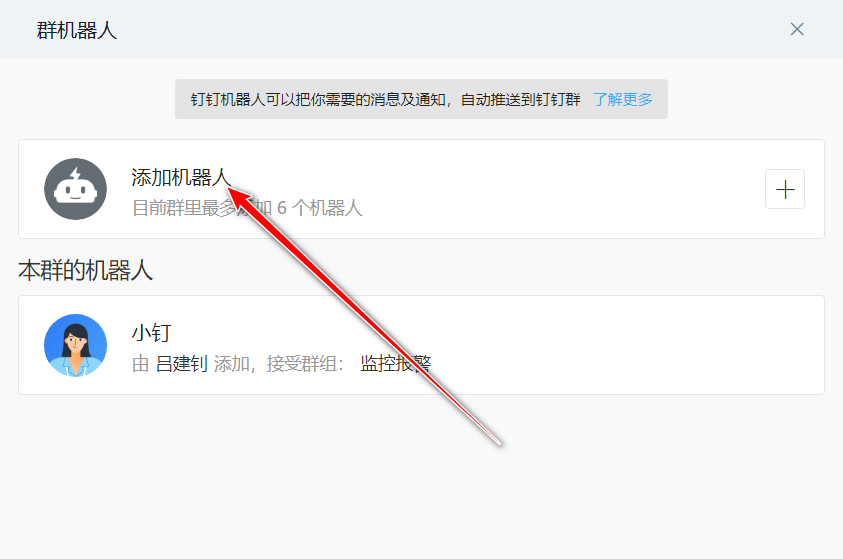 群机器人
钉钉机器人可以把你需要的消息及通知，自动推送到钉钉群 了解更多
添加机器人
目前群里最多添加 6 个机器人
本群的机器人
小钉
由 吕建钊 添加，接受群组： 监控报警